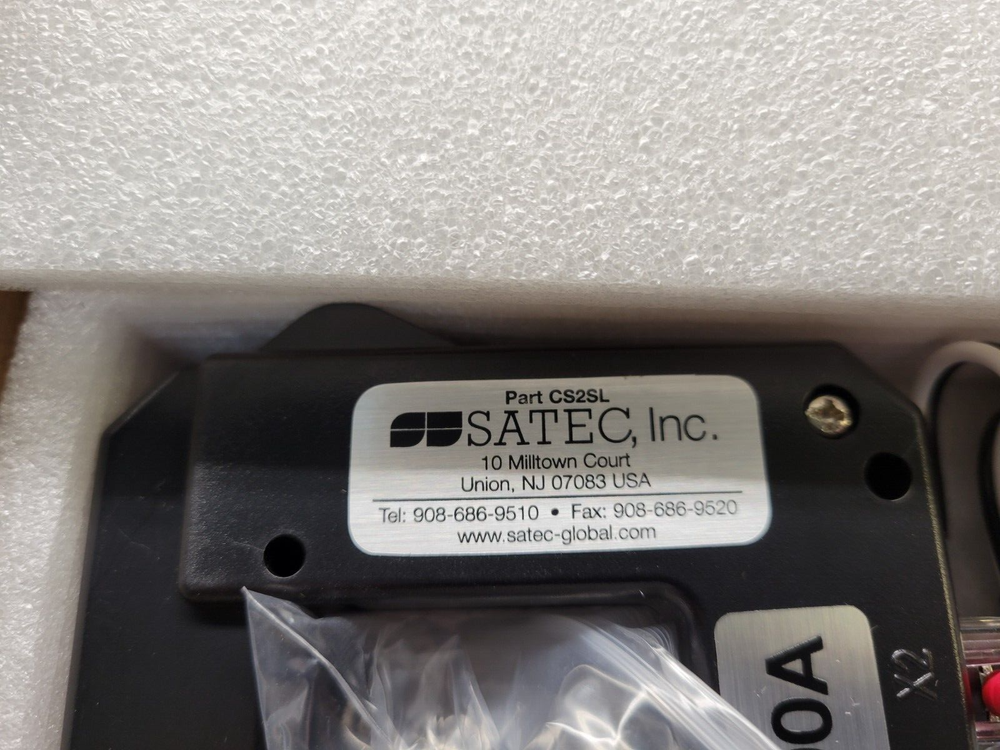 Part CS2SL
SATEC, Inc.
10 Milltown Court
Union, NJ 07083 USA
Tel: 908-686-9510 • Fax: 908-686-9520
www.satec-global.com
0A
X2